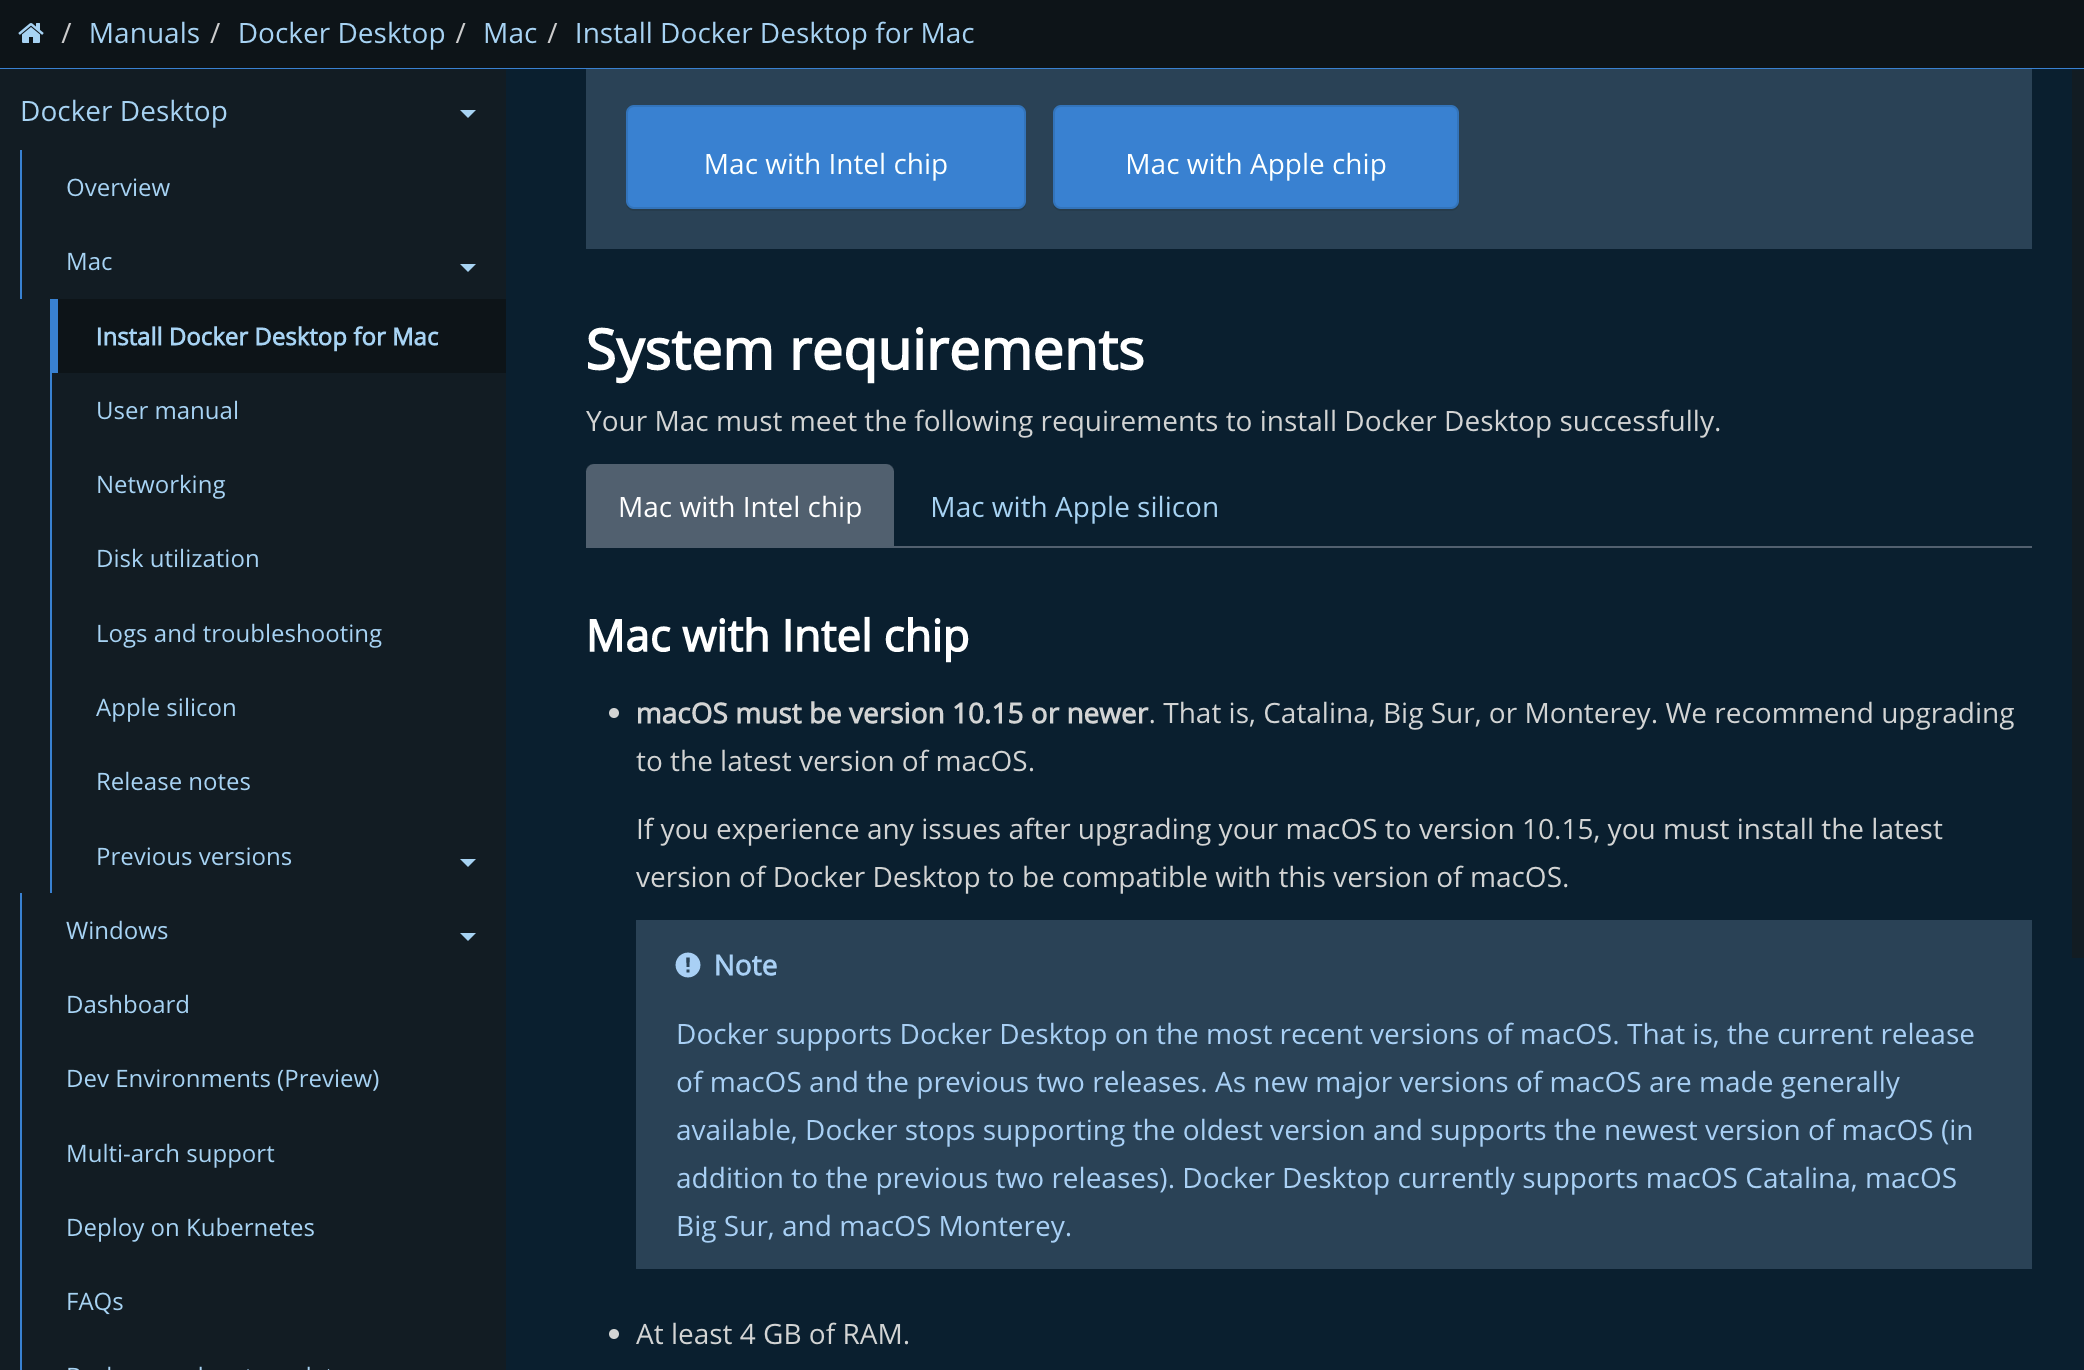 / Manuals / Docker Desktop / Mac / Install Docker Desktop for Mac
Docker Desktop
Overview
Mac
Install Docker Desktop for Mac
User manual
Networking
Disk utilization
Logs and troubleshooting
Apple silicon
Release notes
Previous versions
Windows
Dashboard
Dev Environments (Preview)
Multi-arch support
Deploy on Kubernetes
FAQs
Mac with Intel chip
Mac with Apple chip
System requirements
Your Mac must meet the following requirements to install Docker Desktop successfully.
Mac with Intel chip
Mac with Apple silicon
Mac with Intel chip
• macOS must be version 10.15 or newer. That is, Catalina, Big Sur, or Monterey. We recommend upgrading
to the latest version of macOS.
If you experience any issues after upgrading your macOS to version 10.15, you must install the latest
version of Docker Desktop to be compatible with this version of macOS.
Note
Docker supports Docker Desktop on the most recent versions of macOS. That is, the current release
of macOS and the previous two releases. As new major versions of macOS are made generally
available, Docker stops supporting the oldest version and supports the newest version of macOS (in
addition to the previous two releases). Docker Desktop currently supports macOS Catalina, macOS
Big Sur, and macOS Monterey.
• At least 4 GB of RAM.